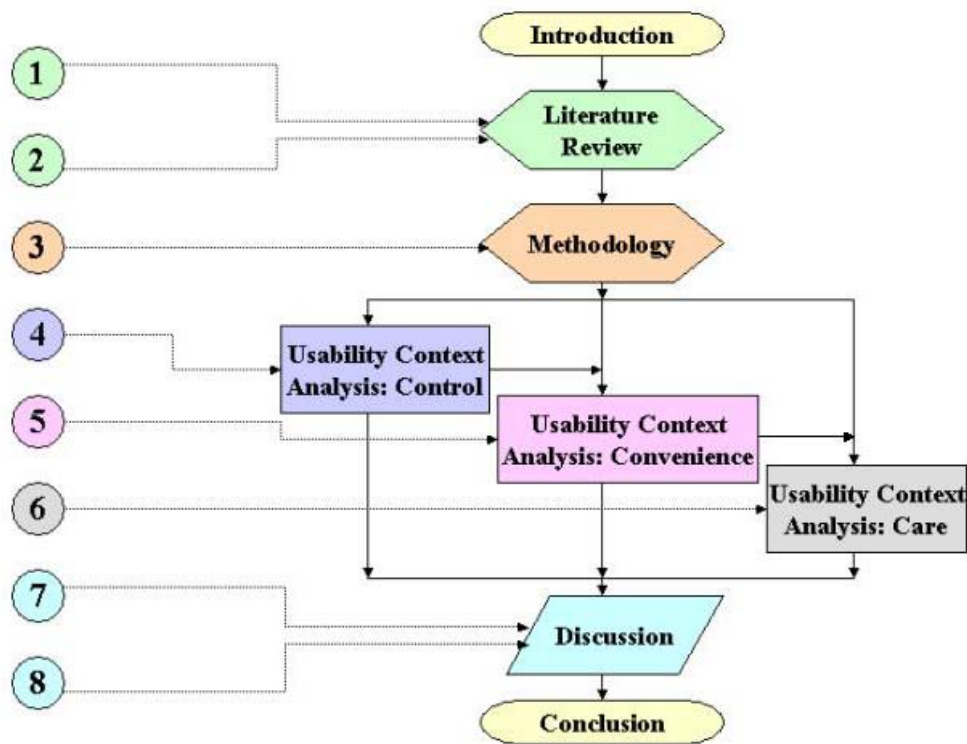 Introduction
1
Literature
Review
2
3
Methodology
4
Usability Context
Analysis: Control
5
Usability Context
Analysis: Convenience
6
Usability Context
Analysis: Care
7
Discussion
8
Conclusion